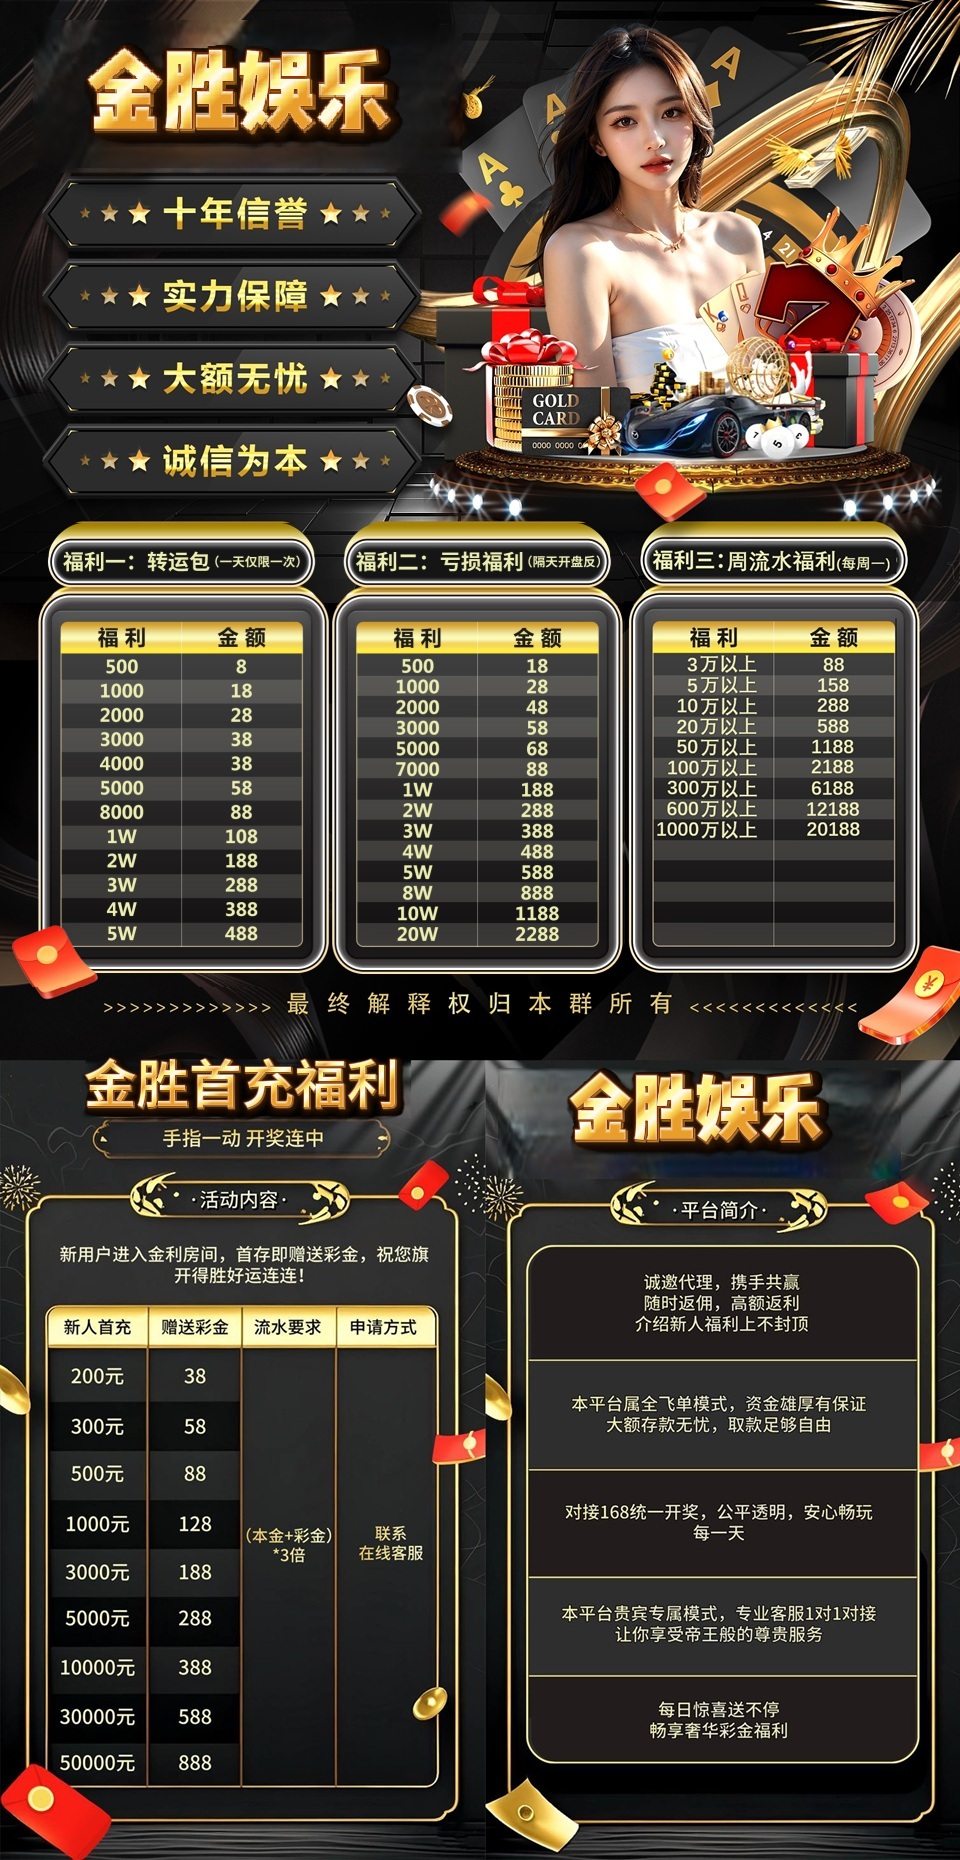 金胜娱乐
十年信誉
实力保障
大额无忧
诚信为本
A
A
A
A 21
K
Q
7
GOLD
CARD
0000 0000 0
5
福利一：转运包(一天仅限一次)
福利 金额
500 8
1000 18
2000 28
3000 38
4000 38
5000 58
8000 88
1W 108
2W 188
3W 288
4W 388
5W 488
福利二：亏损福利(隔天开盘反)
福利 金额
500 18
1000 28
2000 48
3000 58
5000 68
7000 88
1W 188
2W 288
3W 388
4W 488
5W 588
8W 888
10W 1188
20W 2288
福利三:周流水福利(每周一)
福利 金额
3万以上 88
5万以上 158
10万以上 288
20万以上 588
50万以上 1188
100万以上 2188
300万以上 6188
600万以上 12188
1000万以上 20188
>>>>>>>>>>>>> 最终解释权归本群所有 <<<<<<<<<<<<<
¥
金胜首充福利
手指一动 开奖连中
·活动内容·
新用户进入金利房间，首存即赠送彩金，祝您旗
开得胜好运连连！
新人首充 赠送彩金 流水要求 申请方式
200元 38
300元 58
500元 88
1000元 128
3000元 188
5000元 288
10000元 388
30000元 588
50000元 888
（本金+彩金）
*3倍
联系
在线客服
金胜娱乐
·平台简介·
诚邀代理，携手共赢
随时返佣，高额返利
介绍新人福利上不封顶
本平台属全飞单模式，资金雄厚有保证
大额存款无忧，取款足够自由
对接168统一开奖，公平透明，安心畅玩
每一天
本平台贵宾专属模式，专业客服1对1对接
让你享受帝王般的尊贵服务
每日惊喜送不停
畅享奢华彩金福利